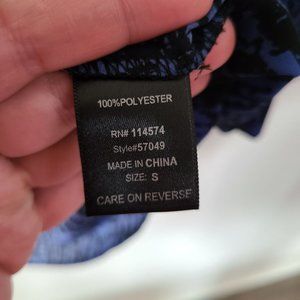 100%POLYESTER
RN# 114574
Style#57049
MADE IN CHINA
SIZE: S
CARE ON REVERSE